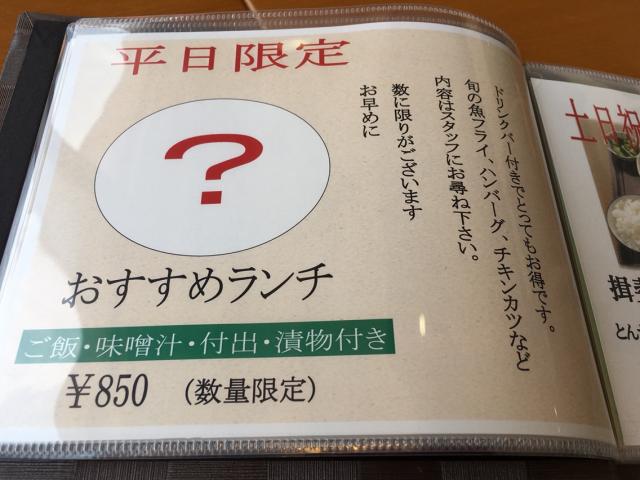 平日限定
?
ドリンクバー付きでとってもお得です。
旬の魚フライ、ハンバーグ、チキンカツなど
内容はスタッフにお尋ね下さい。
数に限りがございます
お早めに
おすすめランチ
ご飯・味噌汁・付出・漬物付き
¥850 (数量限定)
土日祝
揖
とん